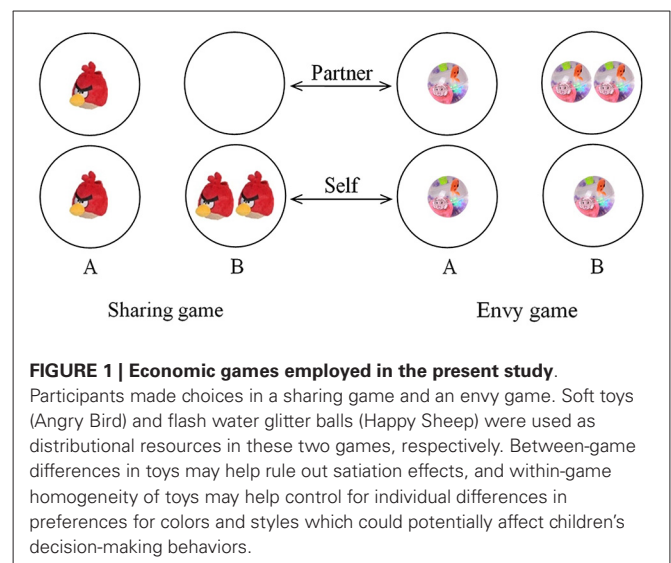 Partner
Self
A B A B
Sharing game Envy game
FIGURE 1 | Economic games employed in the present study.
Participants made choices in a sharing game and an envy game. Soft toys
(Angry Bird) and flash water glitter balls (Happy Sheep) were used as
distributional resources in these two games, respectively. Between-game
differences in toys may help rule out satiation effects, and within-game
homogeneity of toys may help control for individual differences in
preferences for colors and styles which could potentially affect children’s
decision-making behaviors.